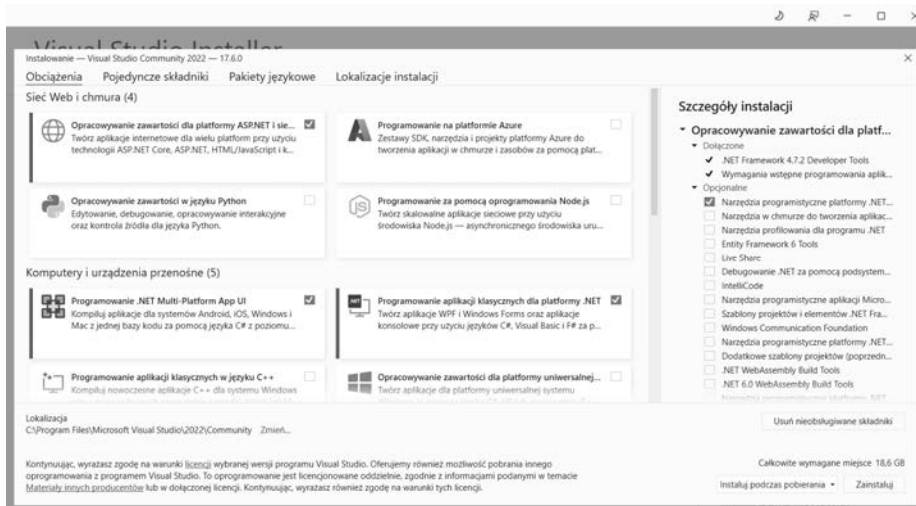 Visual Studio Installer
Instalowanie — Visual Studio Community 2022 — 17.6.0
Obciążenia Pojedyncze składniki Pakiety językowe Lokalizacje instalacji
Sieć Web i chmura (4)
Opracowywanie zawartości dla platformy ASP.NET i sie...
Twórz aplikacje internetowe dla wielu platform przy użyciu
technologii ASP.NET Core, ASP.NET, HTML/JavaScript i k...
Programowanie na platformie Azure
Zestawy SDK, narzędzia i projekty platformy Azure do
tworzenia aplikacji w chmurze i zasobów za pomocą plat...
Opracowywanie zawartości w języku Python
Edytowanie, debugowanie, opracowywanie interakcyjne
oraz kontrola źródła dla języka Python.
Programowanie za pomocą oprogramowania Node.js
Twórz skalowalne aplikacje sieciowe przy użyciu
środowiska Node.js — asynchronicznego środowiska uru...
Komputery i urządzenia przenośne (5)
Programowanie .NET Multi-Platform App UI
Kompiluj aplikacje dla systemów Android, iOS, Windows i
Mac z jednej bazy kodu za pomocą języka C# z poziomu...
Programowanie aplikacji klasycznych dla platformy .NET
Twórz aplikacje WPF i Windows Forms oraz aplikacje
konsolowe przy użyciu języków C#, Visual Basic i F# za p...
Programowanie aplikacji klasycznych w języku C++
Kompiluj nowoczesne aplikacje C++ dla systemu Windows
Opracowywanie zawartości dla platformy uniwersalnej...
Twórz aplikacje dla platformy uniwersalnej systemu
Szczegóły instalacji
Opracowywanie zawartości dla platf...
Dołączone
.NET Framework 4.7.2 Developer Tools
Wymagania wstępne programowania aplik...
Opcjonalne
Narzędzia programistyczne platformy .NET...
Narzędzia w chmurze do tworzenia aplikac...
Narzędzia profilowania dla programu .NET
Entity Framework 6 Tools
Live Share
Debugowanie .NET za pomocą podsystem...
IntelliCode
Narzędzia programistyczne aplikacji Micro...
Szablony projektów i elementów .NET Fra...
Windows Communication Foundation
Narzędzia programistyczne platformy .NET...
Dodatkowe szablony projektów (poprzedn...
.NET WebAssembly Build Tools
.NET 6.0 WebAssembly Build Tools
Lokalizacja
C:\Program Files\Microsoft Visual Studio\2022\Community Zmień...
Usuń nieobsługiwane składniki
Kontynuując, wyrażasz zgodę na warunki licencji wybranej wersji programu Visual Studio. Oferujemy również możliwość pobrania innego
oprogramowania z programem Visual Studio. To oprogramowanie jest licencjonowane oddzielnie, zgodnie z informacjami podanymi w temacie
Materiały innych producentów lub w dołączonej licencji. Kontynuując, wyrażasz również zgodę na warunki tych licencji.
Całkowite wymagane miejsce 18,6 GB
Instaluj podczas pobierania Zainstaluj